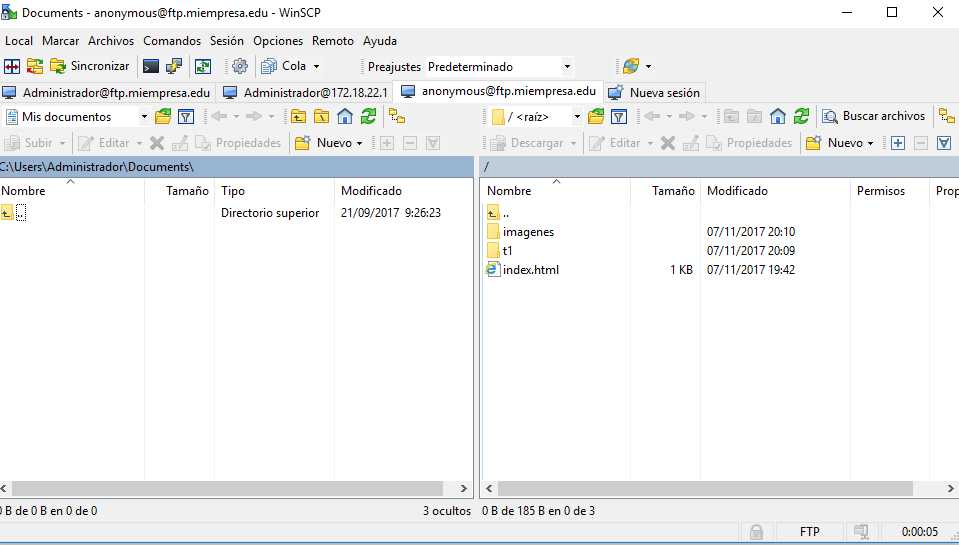 Documents - anonymous@ftp.miempresa.edu - WinSCP
Local Marcar Archivos Comandos Sesión Opciones Remoto Ayuda
Sincronizar Cola Preajustes Predeterminado
Administrador@ftp.miempresa.edu Administrador@172.18.22.1 anonymous@ftp.miempresa.edu Nueva sesión
Mis documentos / <raíz> Buscar archivos
Subir Editar Propiedades Nuevo Descargar Editar Propiedades Nuevo
C:\Users\Administrador\Documents\ /
Nombre Tamaño Tipo Modificado Nombre Tamaño Modificado Permisos Prop
.. Directorio superior 21/09/2017 9:26:23 ..
imagenes 07/11/2017 20:10
t1 07/11/2017 20:09
index.html 1 KB 07/11/2017 19:42
0 B de 0 B en 0 de 0 3 ocultos 0 B de 185 B en 0 de 3
FTP 0:00:05